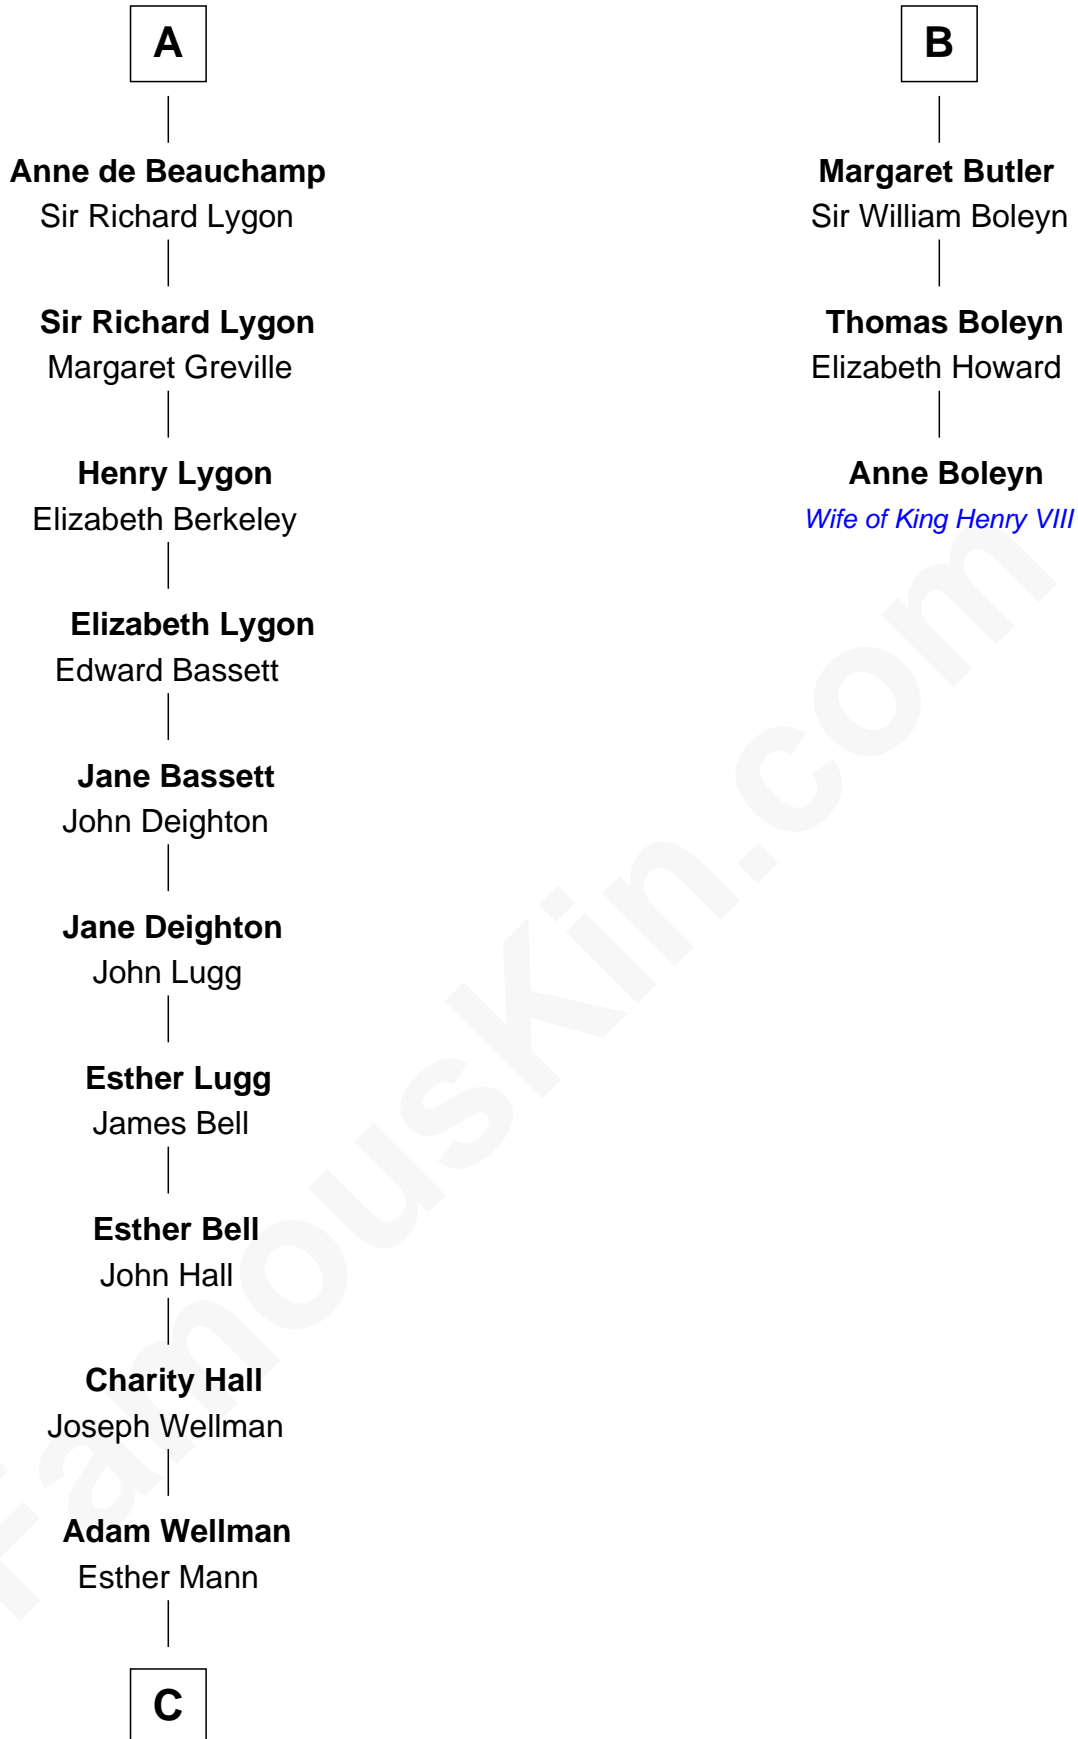 A
Anne de Beauchamp
Sir Richard Lygon
Sir Richard Lygon
Margaret Greville
Henry Lygon
Elizabeth Berkeley
Elizabeth Lygon
Edward Bassett
Jane Bassett
John Deighton
Jane Deighton
John Lugg
Esther Lugg
James Bell
Esther Bell
John Hall
Charity Hall
Joseph Wellman
Adam Wellman
Esther Mann
C
B
Margaret Butler
Sir William Boleyn
Thomas Boleyn
Elizabeth Howard
Anne Boleyn
Wife of King Henry VIII
FamousKin.com